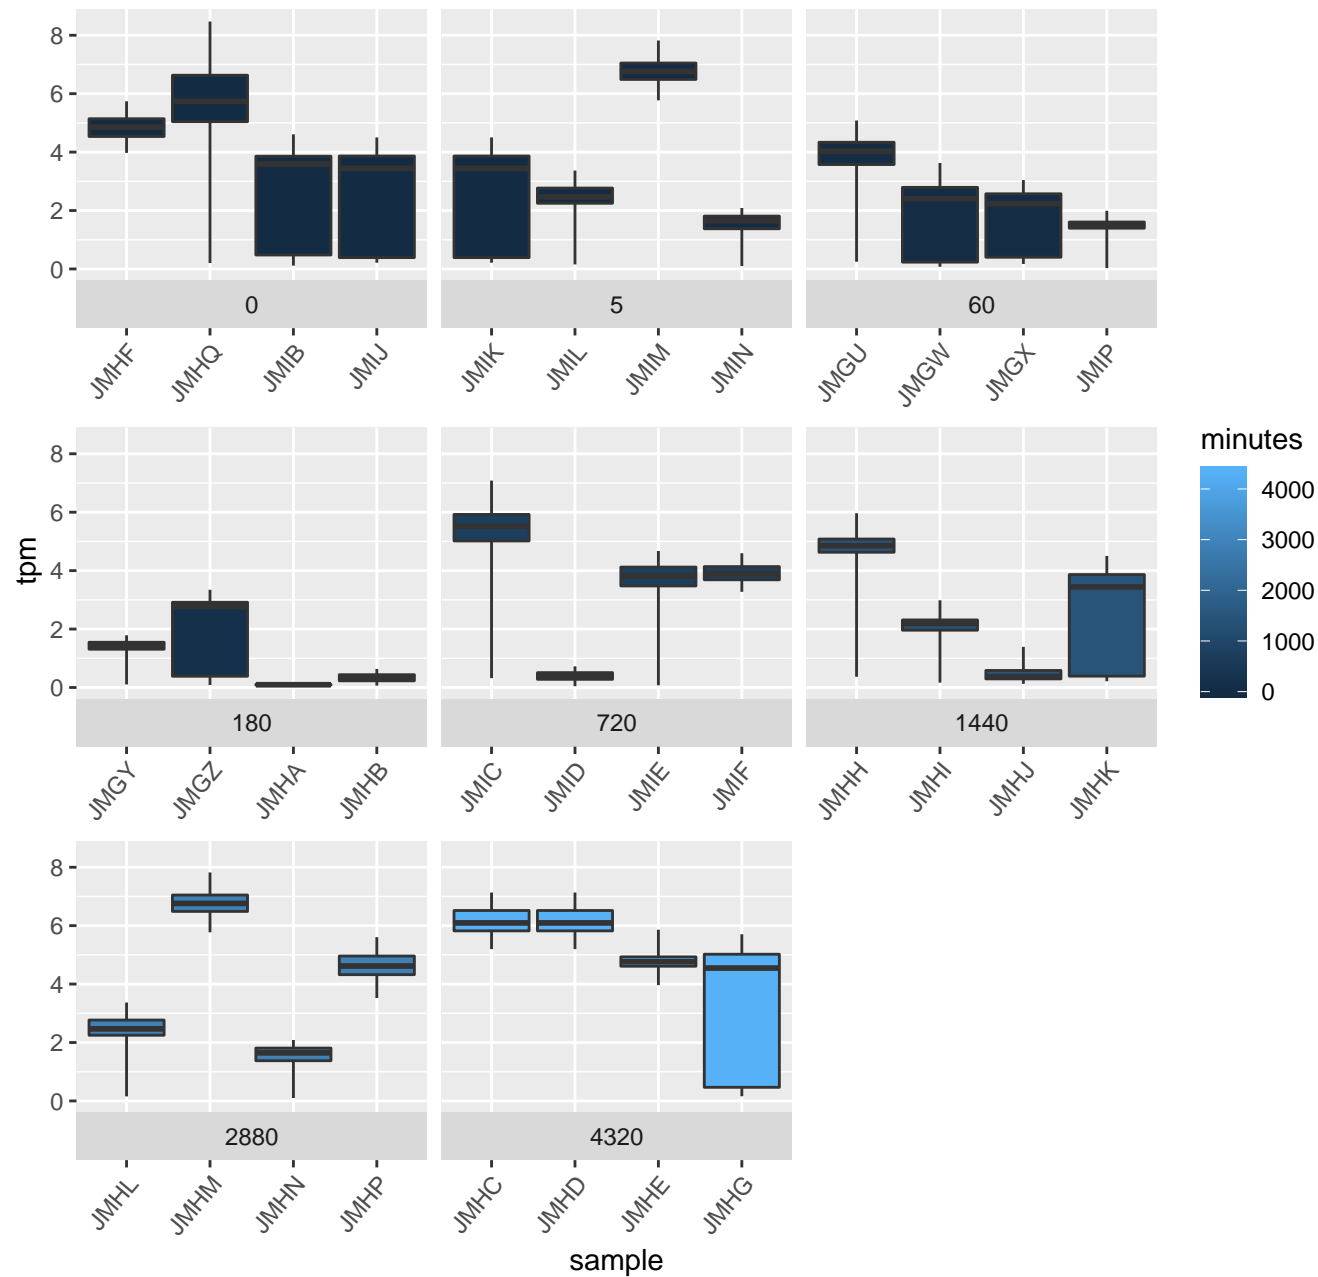 8
6
4
2
0
0
5
60
JMHF
JMHQ
JMIB
JMIJ
JMIK
JMIL
JMIM
JMIN
JMGU
JMGW
JMGX
JMIP
tpm
8
6
4
2
0
180
720
1440
JMGY
JMGZ
JMHA
JMHB
JMIC
JMID
JMIE
JMIF
JMHH
JMHI
JMHJ
JMHK
8
6
4
2
0
2880
4320
JMHL
JMHM
JMHN
JMHP
JMHC
JMHD
JMHE
JMHG
sample
minutes
4000
3000
2000
1000
0